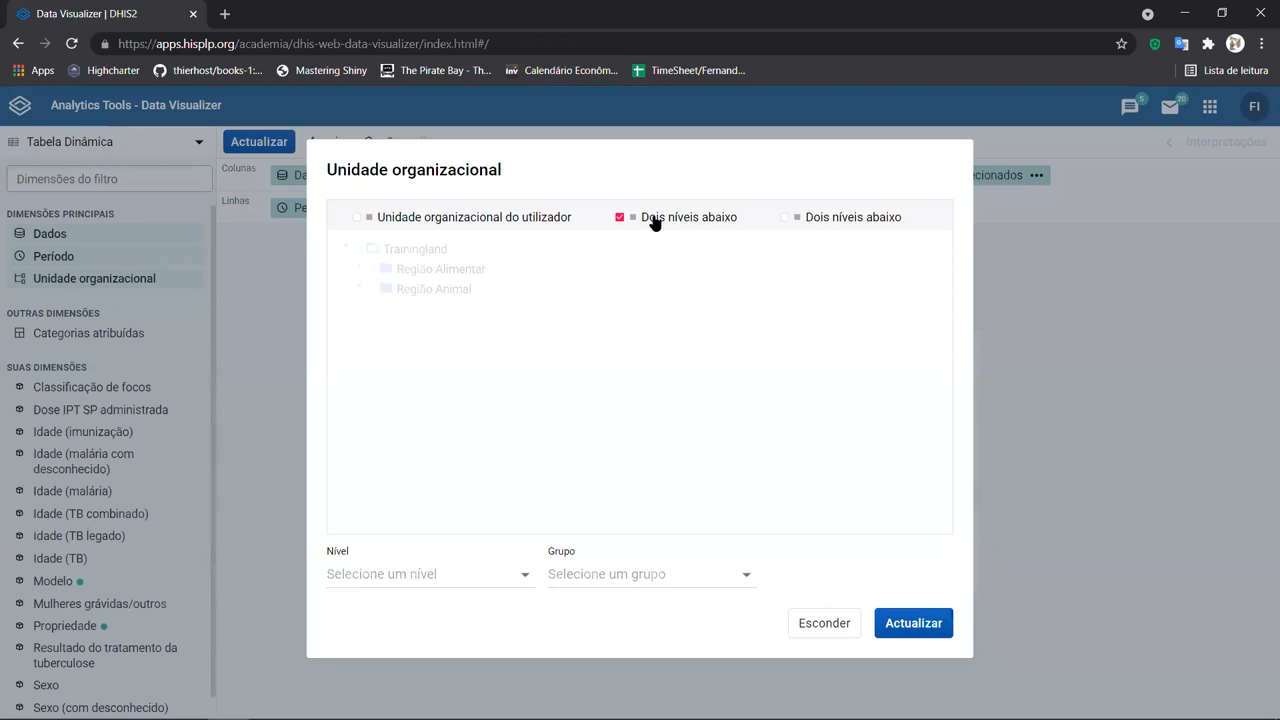 Data Visualizer | DHIS2
https://apps.hisplp.org/academia/dhis-web-data-visualizer/index.html#/
Apps
Highcharter
thierhost/books-1:...
Mastering Shiny
The Pirate Bay - Th...
inv
Calendário Econôm...
TimeSheet/Fernand...
Lista de leitura
Analytics Tools - Data Visualizer
5
20
FI
Tabela Dinâmica
Actualizar
Interpretações
Dimensões do filtro
Colunas
Da
ecionados
Linhas
Pe
DIMENSÕES PRINCIPAIS
Dados
Período
Unidade organizacional
OUTRAS DIMENSÕES
Categorias atribuídas
SUAS DIMENSÕES
Classificação de focos
Dose IPT SP administrada
Idade (imunização)
Idade (malária com
desconhecido)
Idade (malária)
Idade (TB combinado)
Idade (TB legado)
Idade (TB)
Modelo
Mulheres grávidas/outros
Propriedade
Resultado do tratamento da
tuberculose
Sexo
Sexo (com desconhecido)
Unidade organizacional
Unidade organizacional do utilizador
Dois níveis abaixo
Dois níveis abaixo
Trainingland
Região Alimentar
Região Animal
Nível
Grupo
Selecione um nível
Selecione um grupo
Esconder
Actualizar